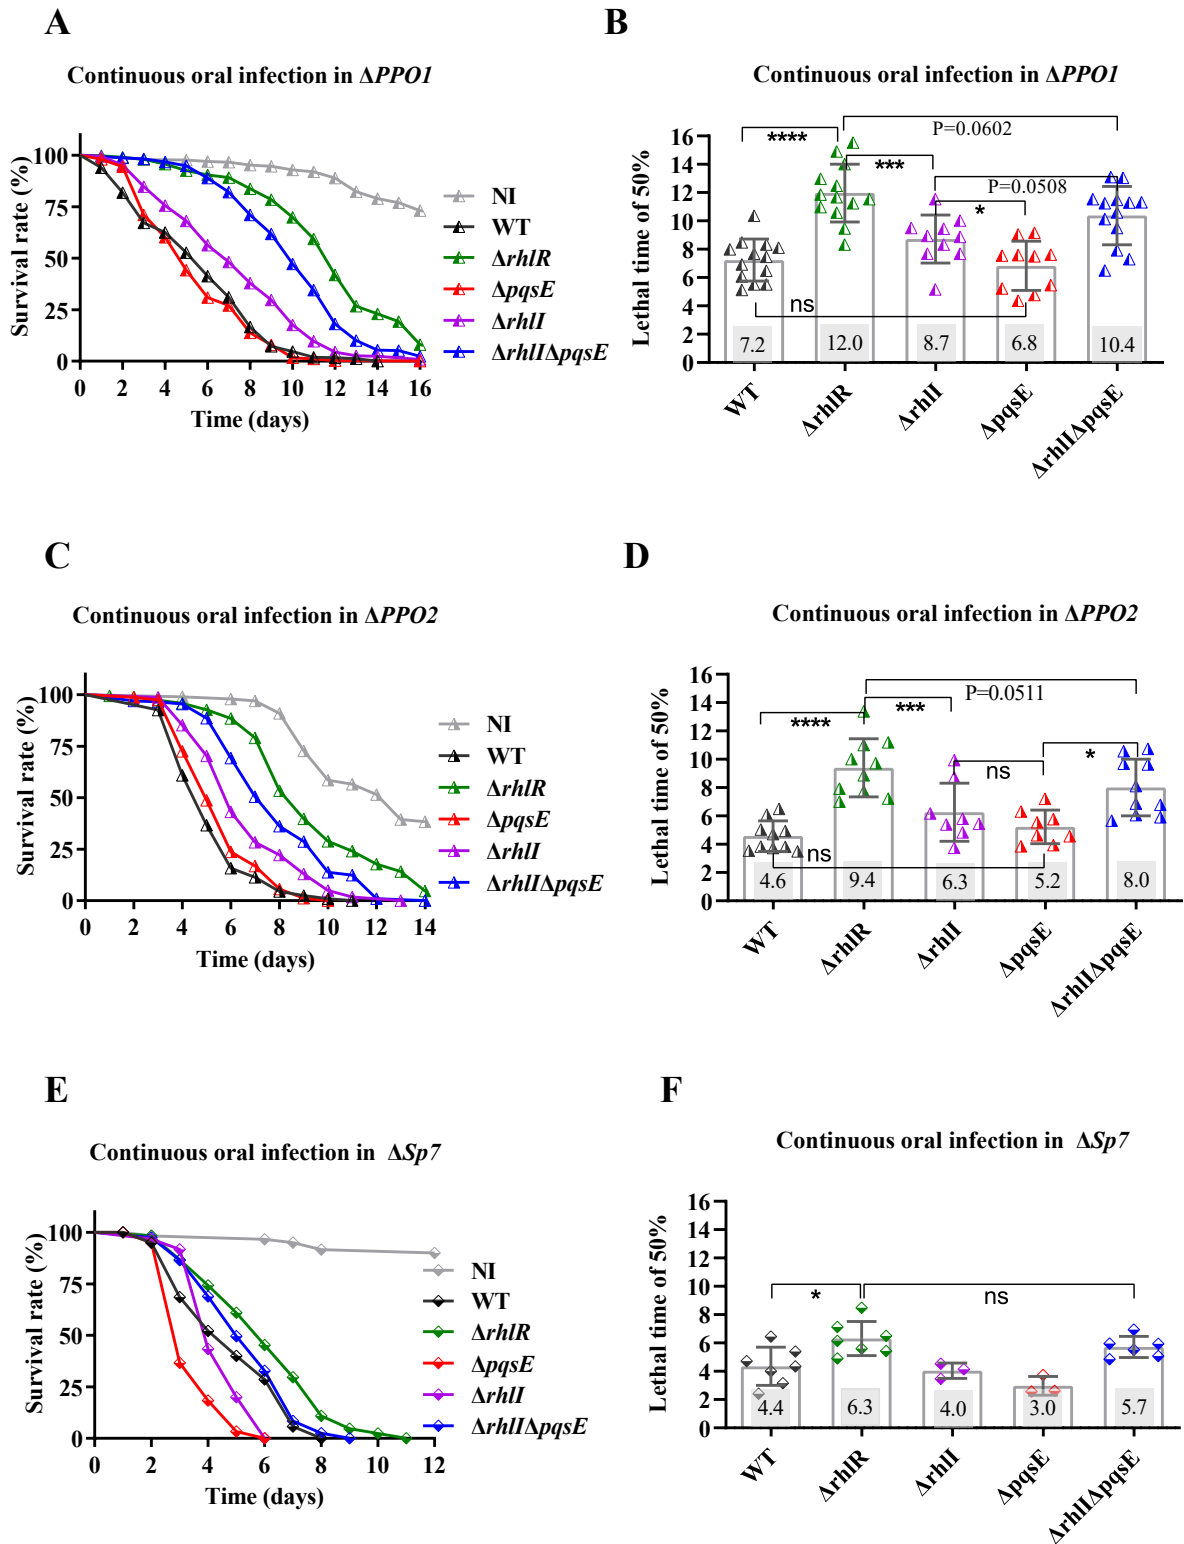 A
Continuous oral infection in ΔPPO1
Survival rate (%)
100
75
50
25
0
0 2 4 6 8 10 12 14 16
Time (days)
NI
WT
ΔrhlR
ΔpqsE
ΔrhlI
ΔrhlIΔpqsE
B
Continuous oral infection in ΔPPO1
Lethal time of 50%
16
14
12
10
8
6
4
2
0
**** *** P=0.0602
P=0.0508
*
ns
7.2 12.0 8.7 6.8 10.4
WT ΔrhlR ΔrhlI ΔpqsE ΔrhlIΔpqsE
C
Continuous oral infection in ΔPPO2
Survival rate (%)
100
75
50
25
0
0 2 4 6 8 10 12 14
Time (days)
NI
WT
ΔrhlR
ΔpqsE
ΔrhlI
ΔrhlIΔpqsE
D
Continuous oral infection in ΔPPO2
Lethal time of 50%
16
14
12
10
8
6
4
2
0
P=0.0511
**** ***
ns *
ns
4.6 9.4 6.3 5.2 8.0
WT ΔrhlR ΔrhlI ΔpqsE ΔrhlIΔpqsE
E
Continuous oral infection in ΔSp7
Survival rate (%)
100
75
50
25
0
0 2 4 6 8 10 12
Time (days)
NI
WT
ΔrhlR
ΔpqsE
ΔrhlI
ΔrhlIΔpqsE
F
Continuous oral infection in ΔSp7
Lethal time of 50%
16
14
12
10
8
6
4
2
0
* ns
4.4 6.3 4.0 3.0 5.7
WT ΔrhlR ΔrhlI ΔpqsE ΔrhlIΔpqsE